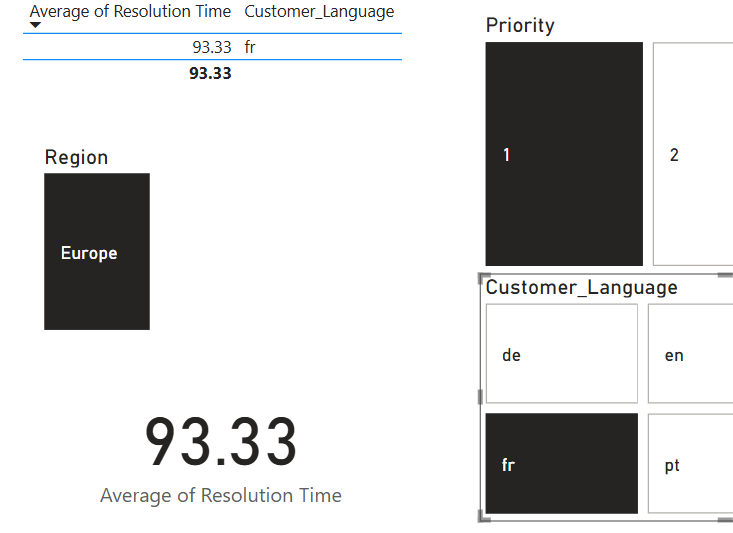 Average of Resolution Time Customer_Language
93.33 fr
93.33
Region
Europe
93.33
Average of Resolution Time
Priority
1 2
Customer_Language
de en
fr pt